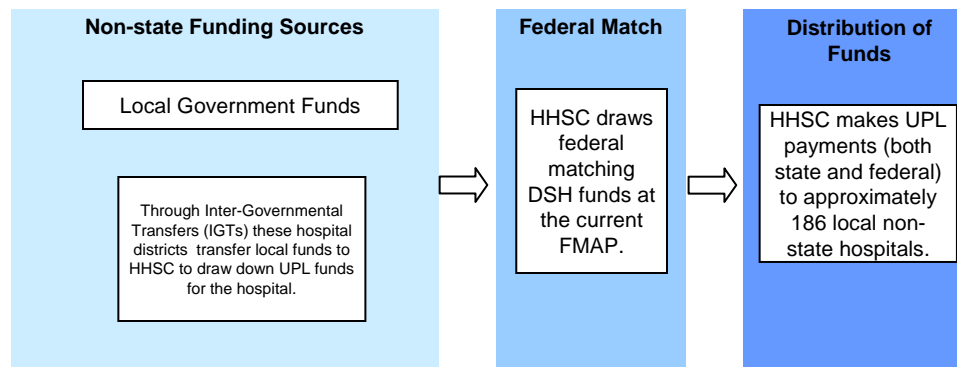 Non-state Funding Sources
Local Government Funds
Through Inter-Governmental
Transfers (IGTs) these hospital
districts transfer local funds to
HHSC to draw down UPL funds
for the hospital.
Federal Match
HHSC draws
federal
matching
DSH funds at
the current
FMAP.
Distribution of
Funds
HHSC makes UPL
payments (both
state and federal)
to approximately
186 local non-
state hospitals.